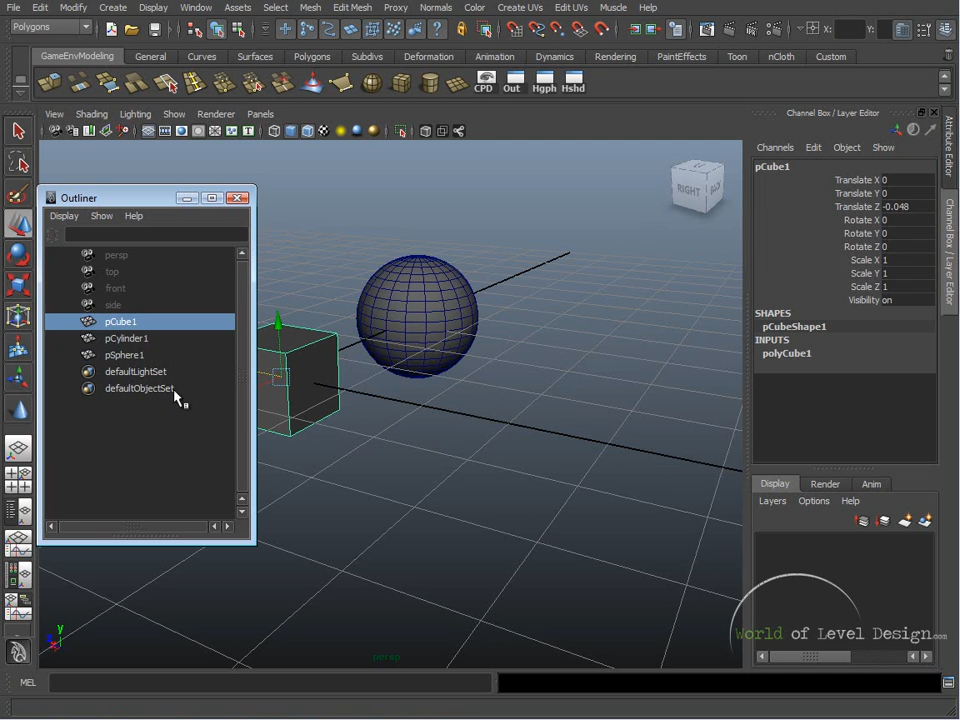 File Edit Modify Create Display Window Assets Select Mesh Edit Mesh Proxy Normals Color Create UVs Edit UVs Muscle Help
Polygons X: Y:
GameEnvModeling General Curves Surfaces Polygons Subdivs Deformation Animation Dynamics Rendering PaintEffects Toon nCloth Custom
CPD Out Hgph Hshd
View Shading Lighting Show Renderer Panels
Channel Box / Layer Editor
Channels Edit Object Show
pCube1
Translate X 0
Translate Y 0
Translate Z -0.048
Rotate X 0
Rotate Y 0
Rotate Z 0
Scale X 1
Scale Y 1
Scale Z 1
Visibility on
SHAPES
pCubeShape1
INPUTS
polyCube1
Attribute Editor
Channel Box / Layer Editor
RIGHT BACK
Outliner
Display Show Help
persp
top
front
side
pCube1
pCylinder1
pSphere1
defaultLightSet
defaultObjectSet
Display Render Anim
Layers Options Help
World of Level Design.com
y
persp
MEL